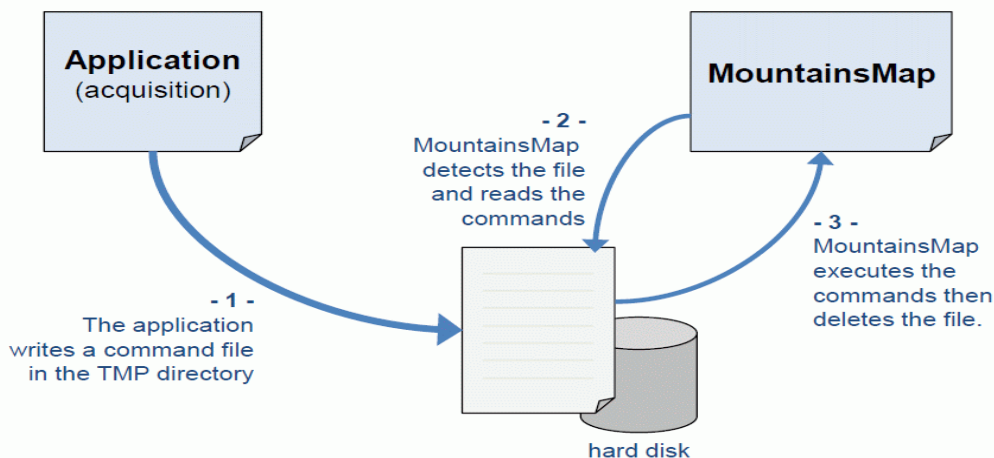 Application
(acquisition)
MountainsMap
- 2 -
MountainsMap
detects the file
and reads the
commands
- 3 -
MountainsMap
executes the
commands then
deletes the file.
- 1 -
The application
writes a command file
in the TMP directory
hard disk